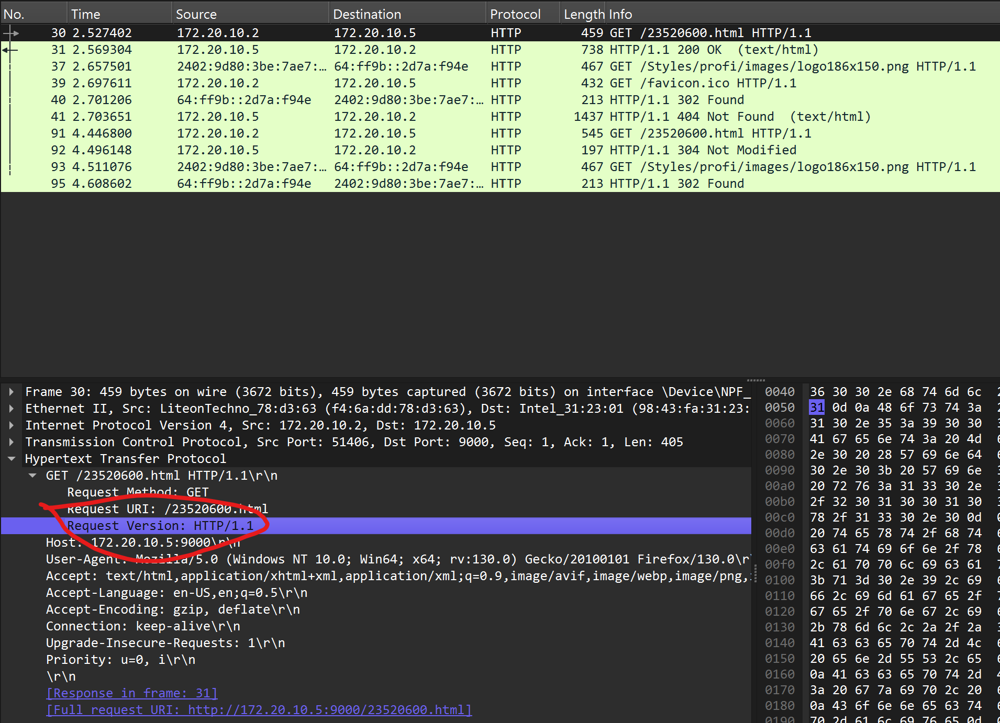 No. Time Source Destination Protocol Length Info
30 2.527402 172.20.10.2 172.20.10.5 HTTP 459 GET /23520600.html HTTP/1.1
31 2.569304 172.20.10.5 172.20.10.2 HTTP 738 HTTP/1.1 200 OK (text/html)
37 2.657501 2402:9d80:3be:7ae7:… 64:ff9b::2d7a:f94e HTTP 467 GET /Styles/profi/images/logo186x150.png HTTP/1.1
39 2.697611 172.20.10.2 172.20.10.5 HTTP 432 GET /favicon.ico HTTP/1.1
40 2.701206 64:ff9b::2d7a:f94e 2402:9d80:3be:7ae7:… HTTP 213 HTTP/1.1 302 Found
41 2.703651 172.20.10.5 172.20.10.2 HTTP 1437 HTTP/1.1 404 Not Found (text/html)
91 4.446800 172.20.10.2 172.20.10.5 HTTP 545 GET /23520600.html HTTP/1.1
92 4.496148 172.20.10.5 172.20.10.2 HTTP 197 HTTP/1.1 304 Not Modified
93 4.511076 2402:9d80:3be:7ae7:… 64:ff9b::2d7a:f94e HTTP 467 GET /Styles/profi/images/logo186x150.png HTTP/1.1
95 4.608602 64:ff9b::2d7a:f94e 2402:9d80:3be:7ae7:… HTTP 213 HTTP/1.1 302 Found
Frame 30: 459 bytes on wire (3672 bits), 459 bytes captured (3672 bits) on interface \Device\NPF_
Ethernet II, Src: LiteonTechno_78:d3:63 (f4:6a:dd:78:d3:63), Dst: Intel_31:23:01 (98:43:fa:31:23:
Internet Protocol Version 4, Src: 172.20.10.2, Dst: 172.20.10.5
Transmission Control Protocol, Src Port: 51406, Dst Port: 9000, Seq: 1, Ack: 1, Len: 405
Hypertext Transfer Protocol
GET /23520600.html HTTP/1.1\r\n
Request Method: GET
Request URI: /23520600.html
Request Version: HTTP/1.1
Host: 172.20.10.5:9000\r\n
User-Agent: Mozilla/5.0 (Windows NT 10.0; Win64; x64; rv:130.0) Gecko/20100101 Firefox/130.0\r
Accept: text/html,application/xhtml+xml,application/xml;q=0.9,image/avif,image/webp,image/png,
Accept-Language: en-US,en;q=0.5\r\n
Accept-Encoding: gzip, deflate\r\n
Connection: keep-alive\r\n
Upgrade-Insecure-Requests: 1\r\n
Priority: u=0, i\r\n
\r\n
[Response in frame: 31]
[Full request URI: http://172.20.10.5:9000/23520600.html]
0040 36 30 30 2e 68 74 6d 6c
0050 31 0d 0a 48 6f 73 74 3a
0060 31 30 2e 35 3a 39 30 30
0070 41 67 65 6e 74 3a 20 4d
0080 2e 30 20 28 57 69 6e 64
0090 30 2e 30 3b 20 57 69 6e
00a0 20 72 76 3a 31 33 30 2e
00b0 2f 32 30 31 30 30 31 30
00c0 78 2f 31 33 30 2e 30 0d
00d0 20 74 65 78 74 2f 68 74
00e0 63 61 74 69 6f 6e 2f 78
00f0 2c 61 70 70 6c 69 63 61
0100 3b 71 3d 30 2e 39 2c 69
0110 66 2c 69 6d 61 67 65 2f
0120 67 65 2f 70 6e 67 2c 69
0130 2b 78 6d 6c 2c 2a 2f 2a
0140 41 63 63 65 70 74 2d 4c
0150 20 65 6e 2d 55 53 2c 65
0160 0a 41 63 63 65 70 74 2d
0170 3a 20 67 7a 69 70 2c 20
0180 0a 43 6f 6e 6e 65 63 74
0190 70 2d 61 6c 69 76 65 0d